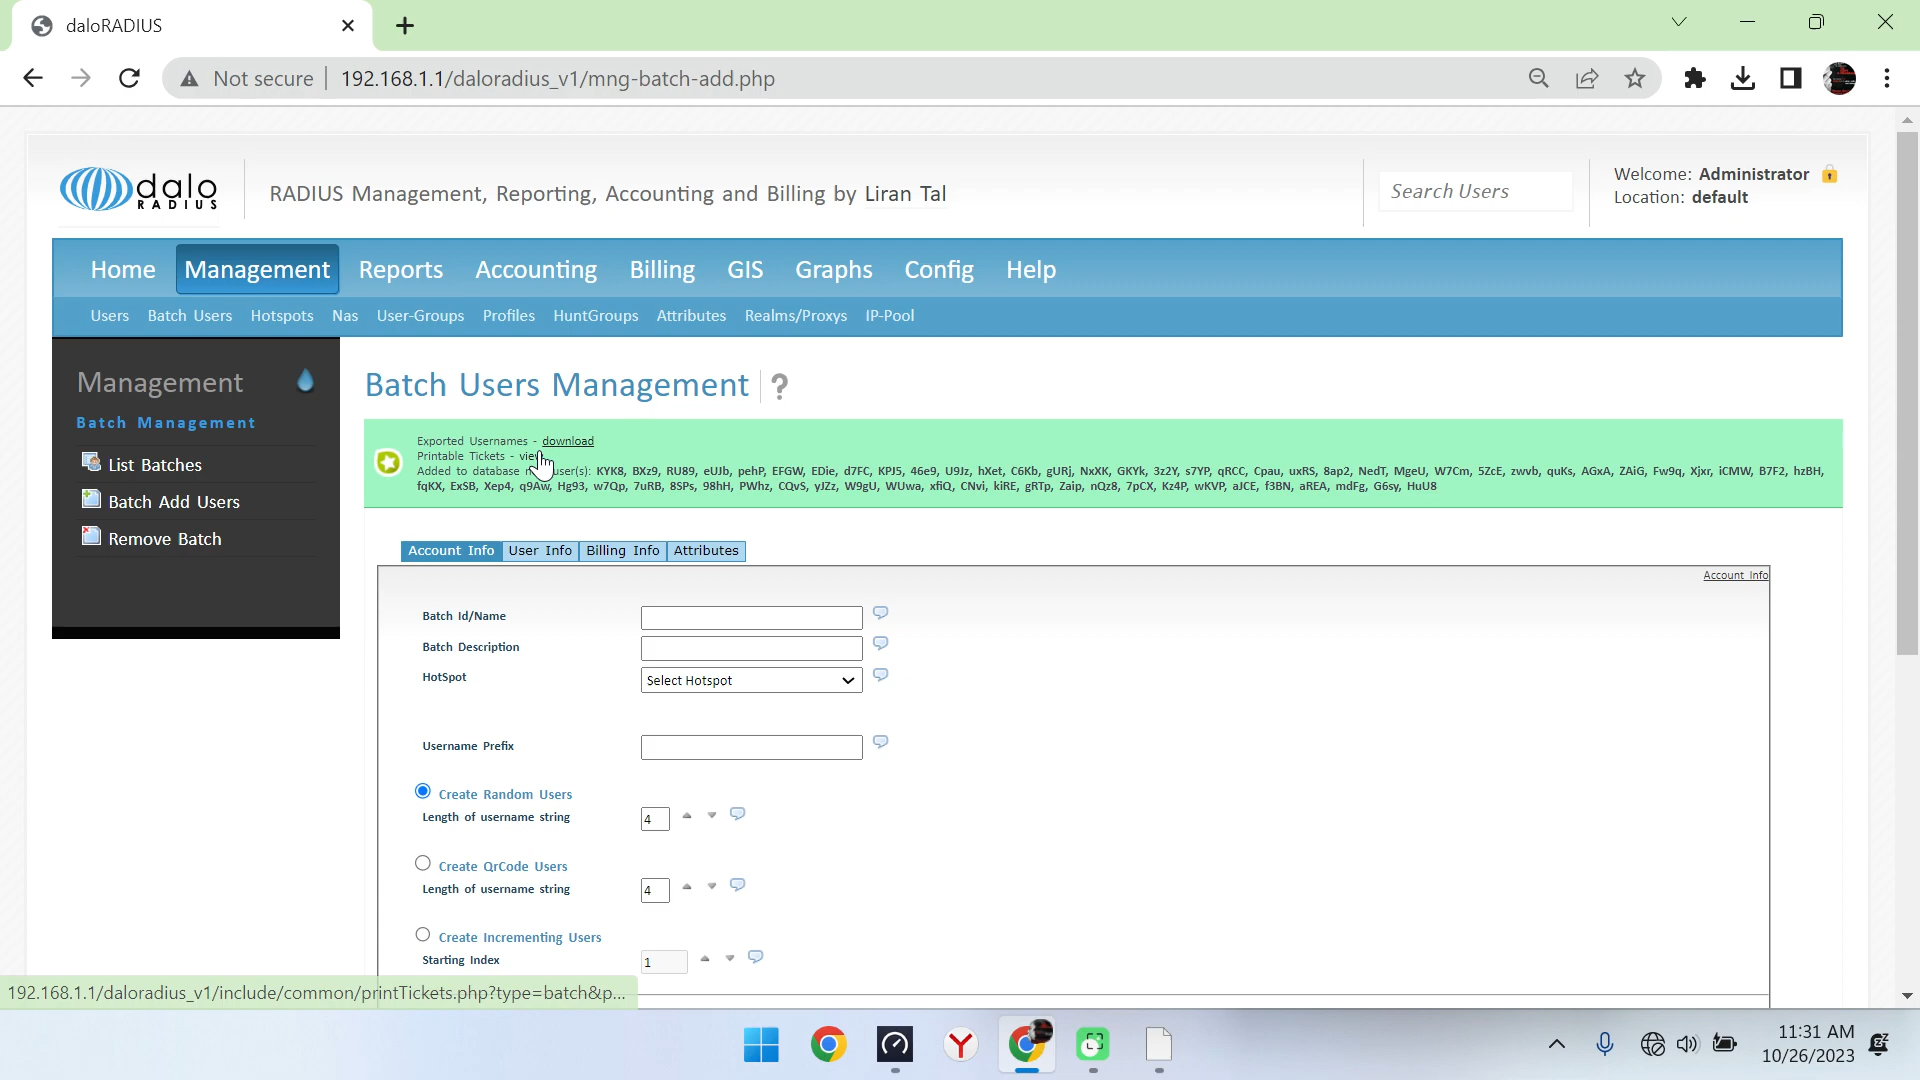 daloRADIUS
Not secure
192.168.1.1/daloradius_v1/mng-batch-add.php
dalo
RADIUS
RADIUS Management, Reporting, Accounting and Billing by Liran Tal
Search Users
Welcome: Administrator
Location: default
Home Management Reports Accounting Billing GIS Graphs Config Help
Users Batch Users Hotspots Nas User-Groups Profiles HuntGroups Attributes Realms/Proxys IP-Pool
Management
Batch Management
List Batches
Batch Add Users
Remove Batch
Batch Users Management ?
Exported Usernames - download
Printable Tickets -
Added to database user(s): KYK8, BXz9, RU89, eUJb, pehP, EFGW, EDie, d7FC, KPJ5, 46e9, U9Jz, hXet, C6Kb, gURj, NxXK, GKYk, 3z2Y, s7YP, qRCC, Cpau, uxRS, 8ap2, NedT, MgeU, W7Cm, 5ZcE, zwvb, quKs, AGxA, ZAiG, Fw9q, Xjxr, iCMW, B7F2, hzBH,
fqKX, ExSB, Xep4, q9Aw, Hg93, w7Qp, 7uRB, 8SPs, 98hH, PWhz, CQvS, yJZz, W9gU, WUwa, xfiQ, CNvi, kiRE, gRTp, Zaip, nQz8, 7pCX, Kz4P, wKVP, aJCE, f3BN, aREA, mdFg, G6sy, HuU8
Account Info User Info Billing Info Attributes
Account Info
Batch Id/Name
Batch Description
HotSpot Select Hotspot
Username Prefix
Create Random Users
Length of username string 4
Create QrCode Users
Length of username string 4
Create Incrementing Users
Starting Index 1
192.168.1.1/daloradius_v1/include/common/printTickets.php?type=batch&p...
11:31 AM
10/26/2023